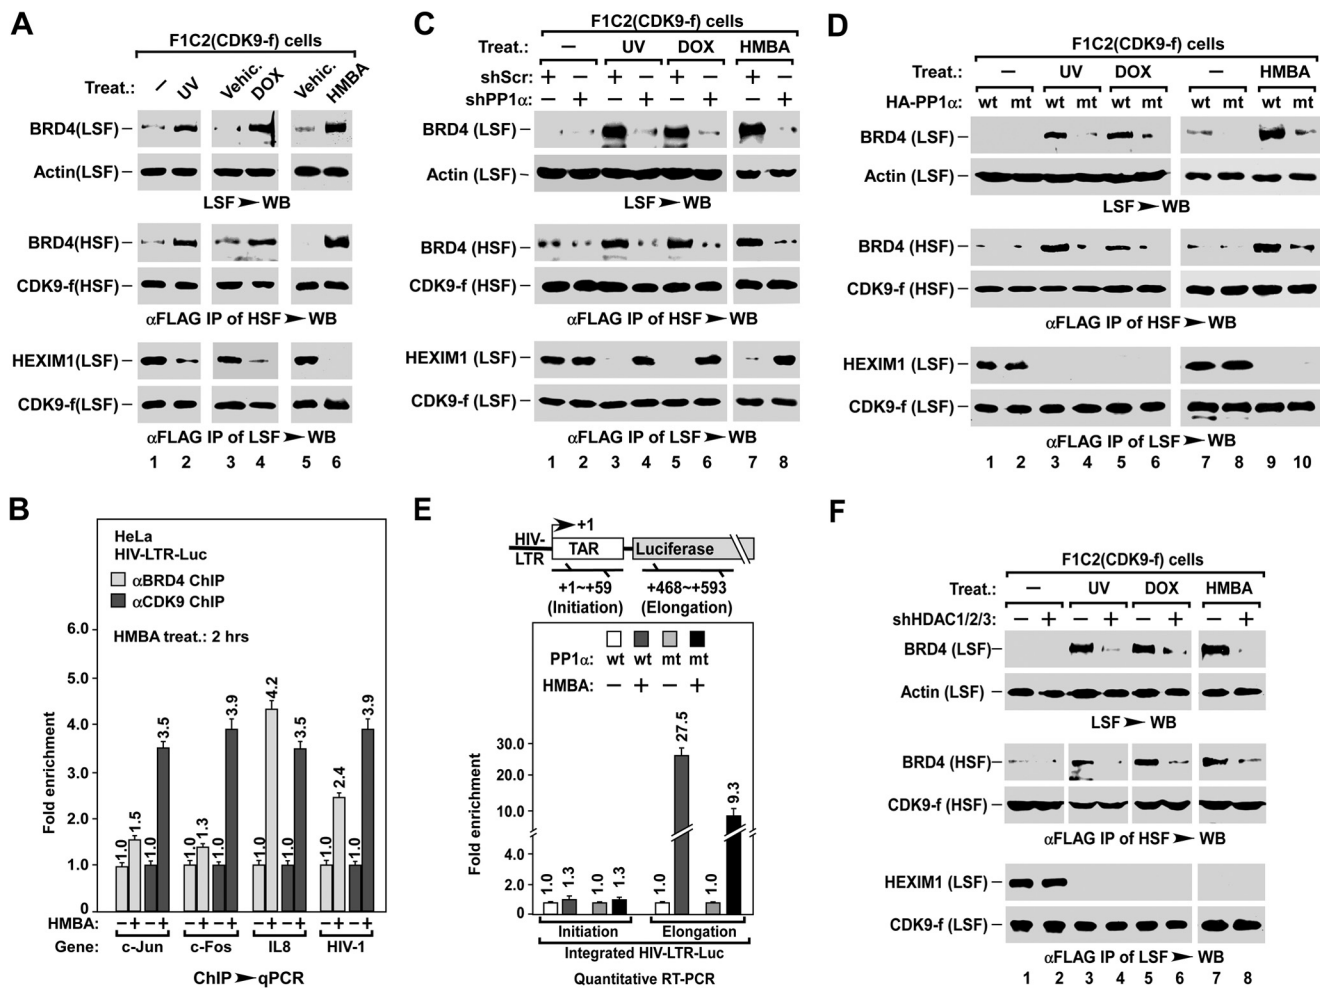 A
F1C2(CDK9-f) cells
Treat.: – UV Vehic. DOX Vehic. HMBA
BRD4(LSF)
Actin(LSF)
LSF ➤ WB
BRD4(HSF)
CDK9-f(HSF)
αFLAG IP of HSF ➤ WB
HEXIM1(LSF)
CDK9-f(LSF)
αFLAG IP of LSF ➤ WB
1 2 3 4 5 6
B
HeLa
HIV-LTR-Luc
αBRD4 ChIP
αCDK9 ChIP
HMBA treat.: 2 hrs
Fold enrichment
6.0
5.0
4.0
3.0
2.0
1.0
0
1.0 1.5 1.0 3.5 1.0 1.3 1.0 3.9 1.0 4.2 1.0 3.5 1.0 2.4 1.0 3.9
HMBA: – + – + – + – + – + – + – + – +
Gene: c-Jun c-Fos IL8 HIV-1
ChIP ➤ qPCR
C
F1C2(CDK9-f) cells
Treat.: – UV DOX HMBA
shScr: + – + – + – + –
shPP1α: – + – + – + – +
BRD4 (LSF)
Actin (LSF)
LSF ➤ WB
BRD4 (HSF)
CDK9-f (HSF)
αFLAG IP of HSF ➤ WB
HEXIM1 (LSF)
CDK9-f (LSF)
αFLAG IP of LSF ➤ WB
1 2 3 4 5 6 7 8
D
F1C2(CDK9-f) cells
Treat.: – UV DOX – HMBA
HA-PP1α: wt mt wt mt wt mt wt mt wt mt
BRD4 (LSF)
Actin (LSF)
LSF ➤ WB
BRD4 (HSF)
CDK9-f (HSF)
αFLAG IP of HSF ➤ WB
HEXIM1 (LSF)
CDK9-f (LSF)
αFLAG IP of LSF ➤ WB
1 2 3 4 5 6 7 8 9 10
E
HIV-
LTR
+1
TAR
Luciferase
+1~+59 +468~+593
(Initiation) (Elongation)
PP1α: wt wt mt mt
HMBA: – + – +
Fold enrichment
30.0
20.0
10.0
4.0
2.0
0
1.0 1.3 1.0 1.3 1.0 27.5 1.0 9.3
Initiation Elongation
Integrated HIV-LTR-Luc
Quantitative RT-PCR
F
F1C2(CDK9-f) cells
Treat.: – UV DOX HMBA
shHDAC1/2/3: – + – + – + – +
BRD4 (LSF)
Actin (LSF)
LSF ➤ WB
BRD4 (HSF)
CDK9-f (HSF)
αFLAG IP of HSF ➤ WB
HEXIM1 (LSF)
CDK9-f (LSF)
αFLAG IP of LSF ➤ WB
1 2 3 4 5 6 7 8